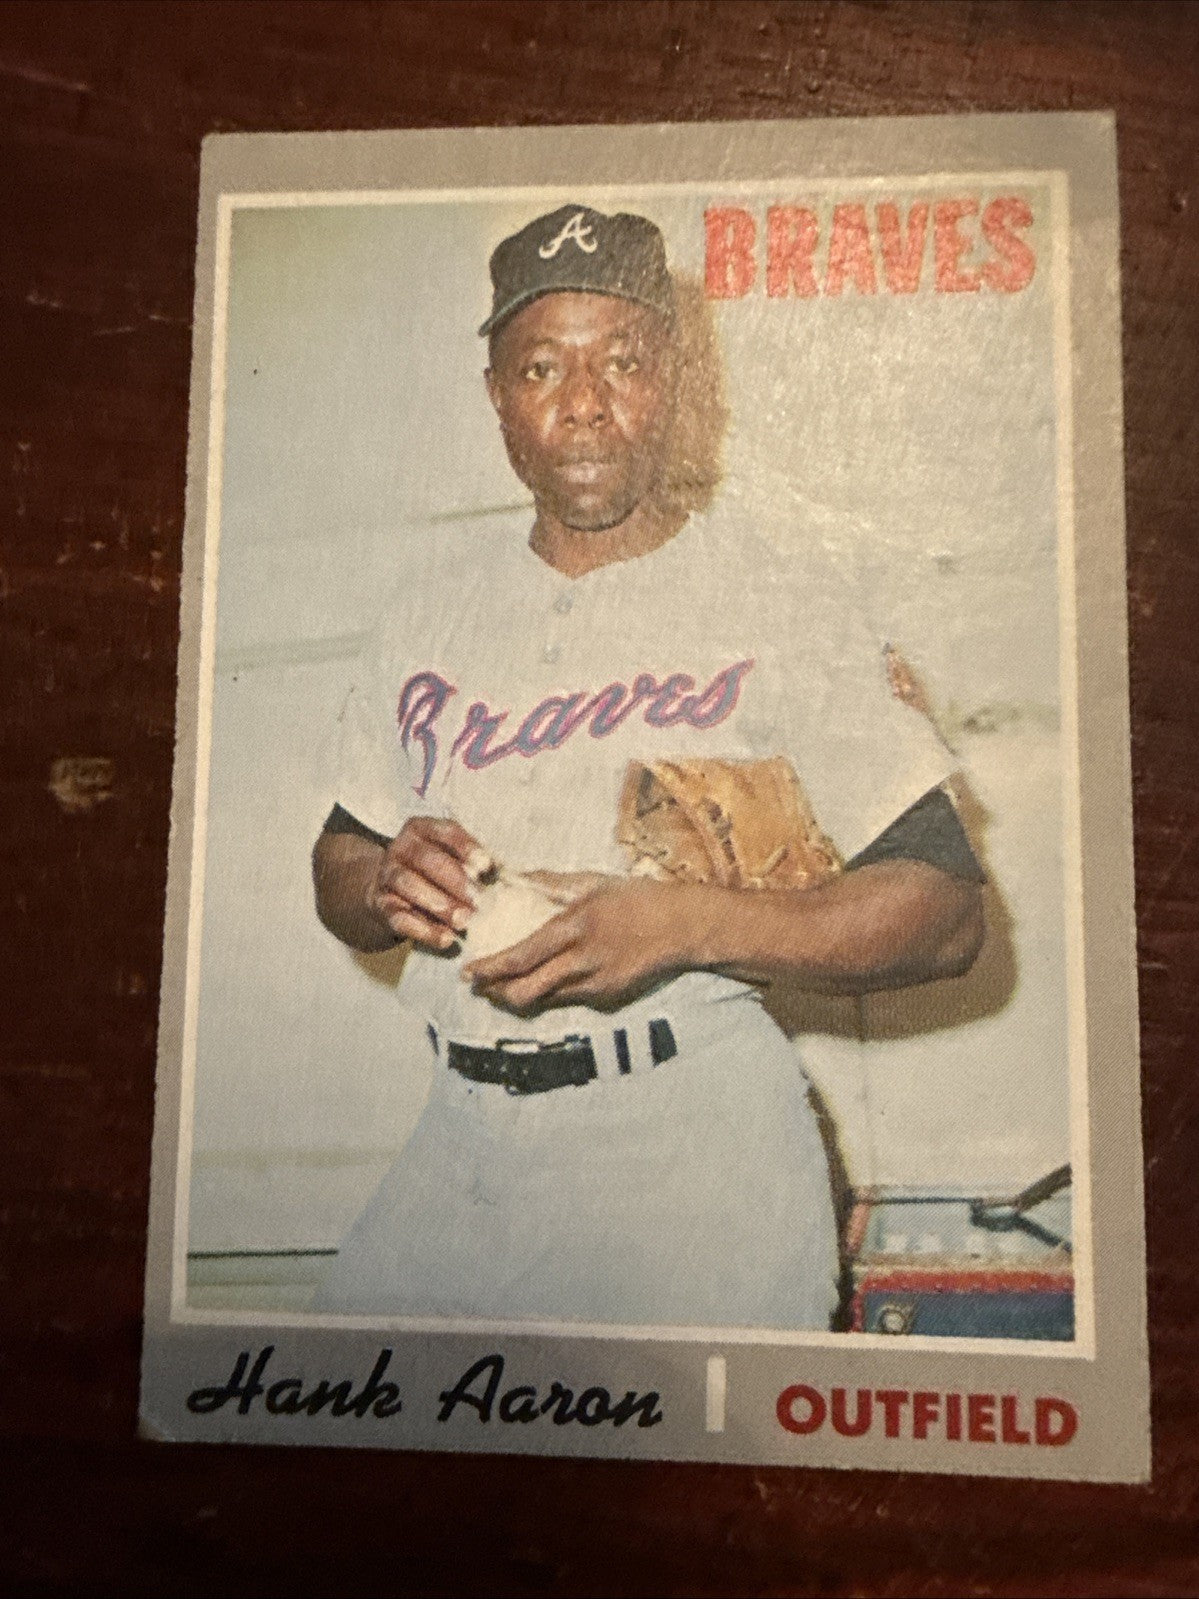 A
BRAVES
Braves
Hank Aaron
OUTFIELD